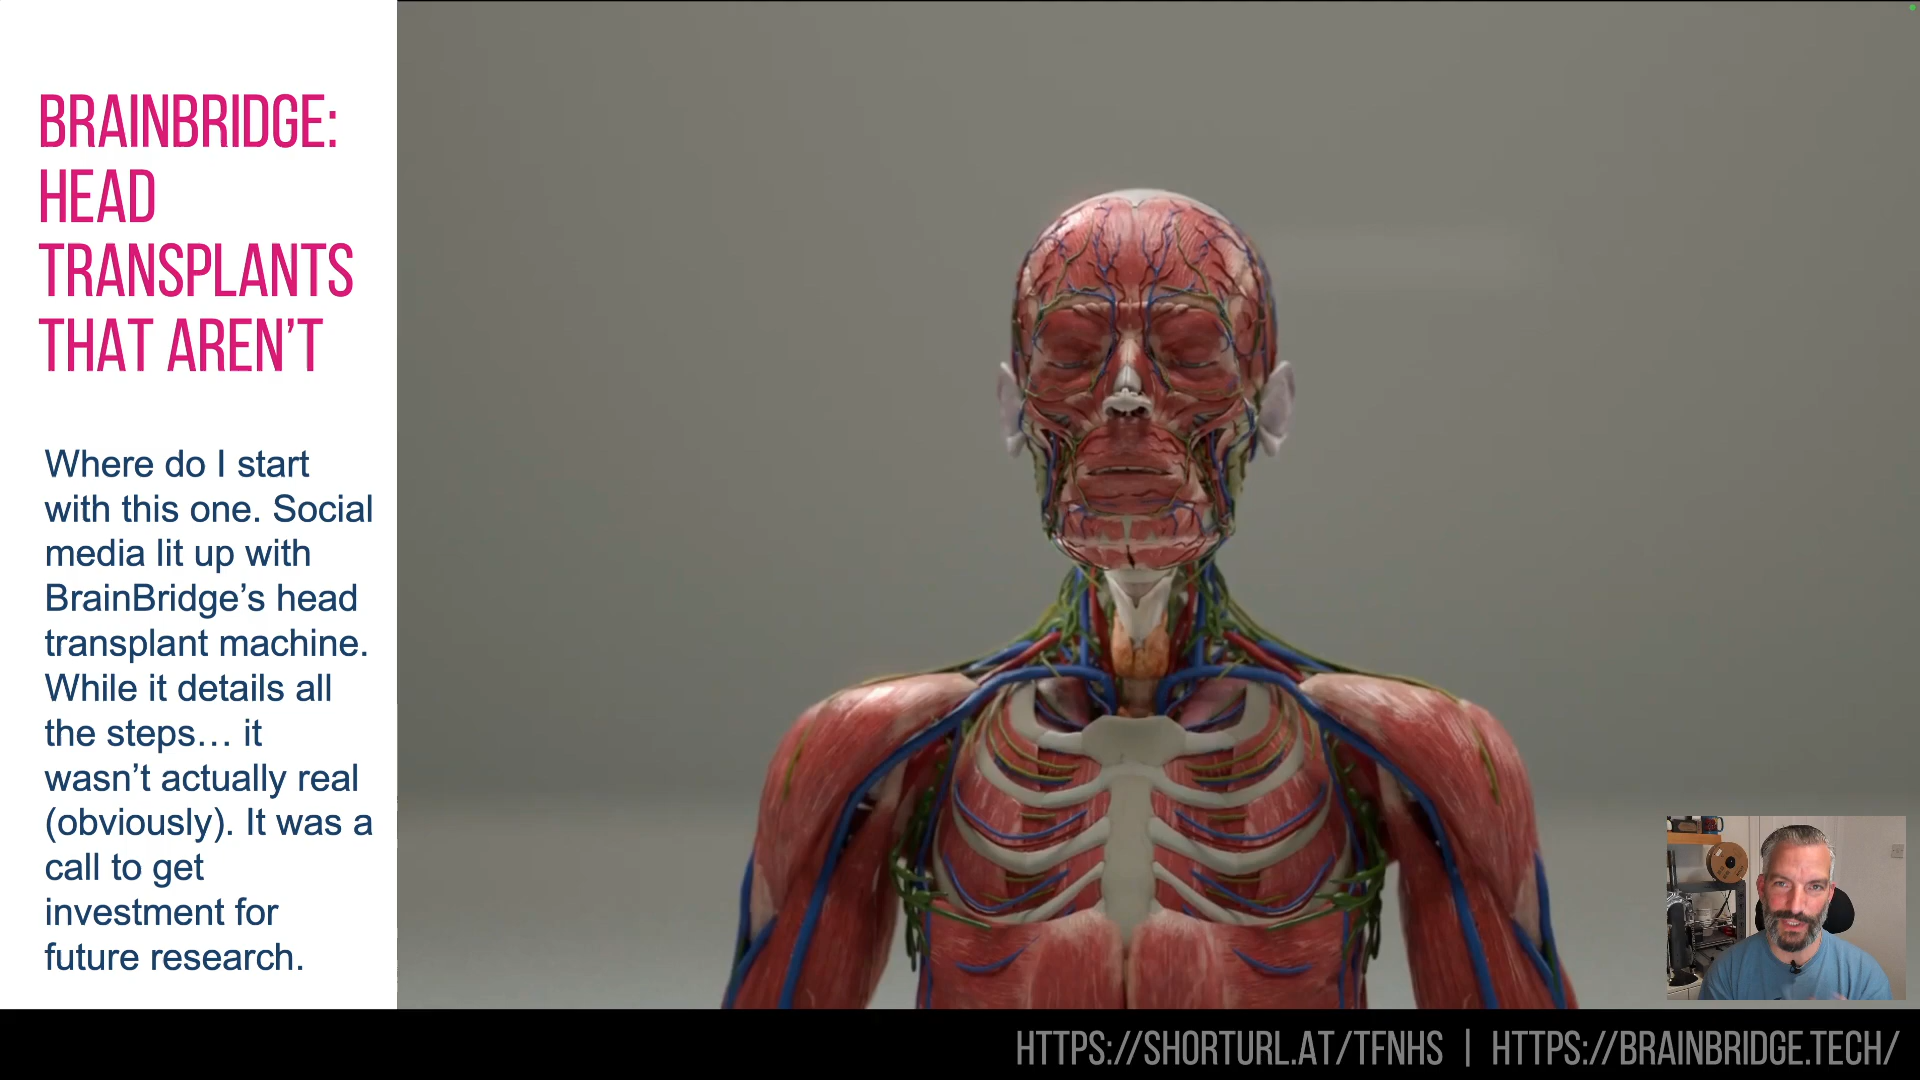 BRAINBRIDGE:
HEAD
TRANSPLANTS
THAT AREN’T
Where do I start
with this one. Social
media lit up with
BrainBridge’s head
transplant machine.
While it details all
the steps… it
wasn’t actually real
(obviously). It was a
call to get
investment for
future research.
HTTPS://SHORTURL.AT/TFNHS | HTTPS://BRAINBRIDGE.TECH/